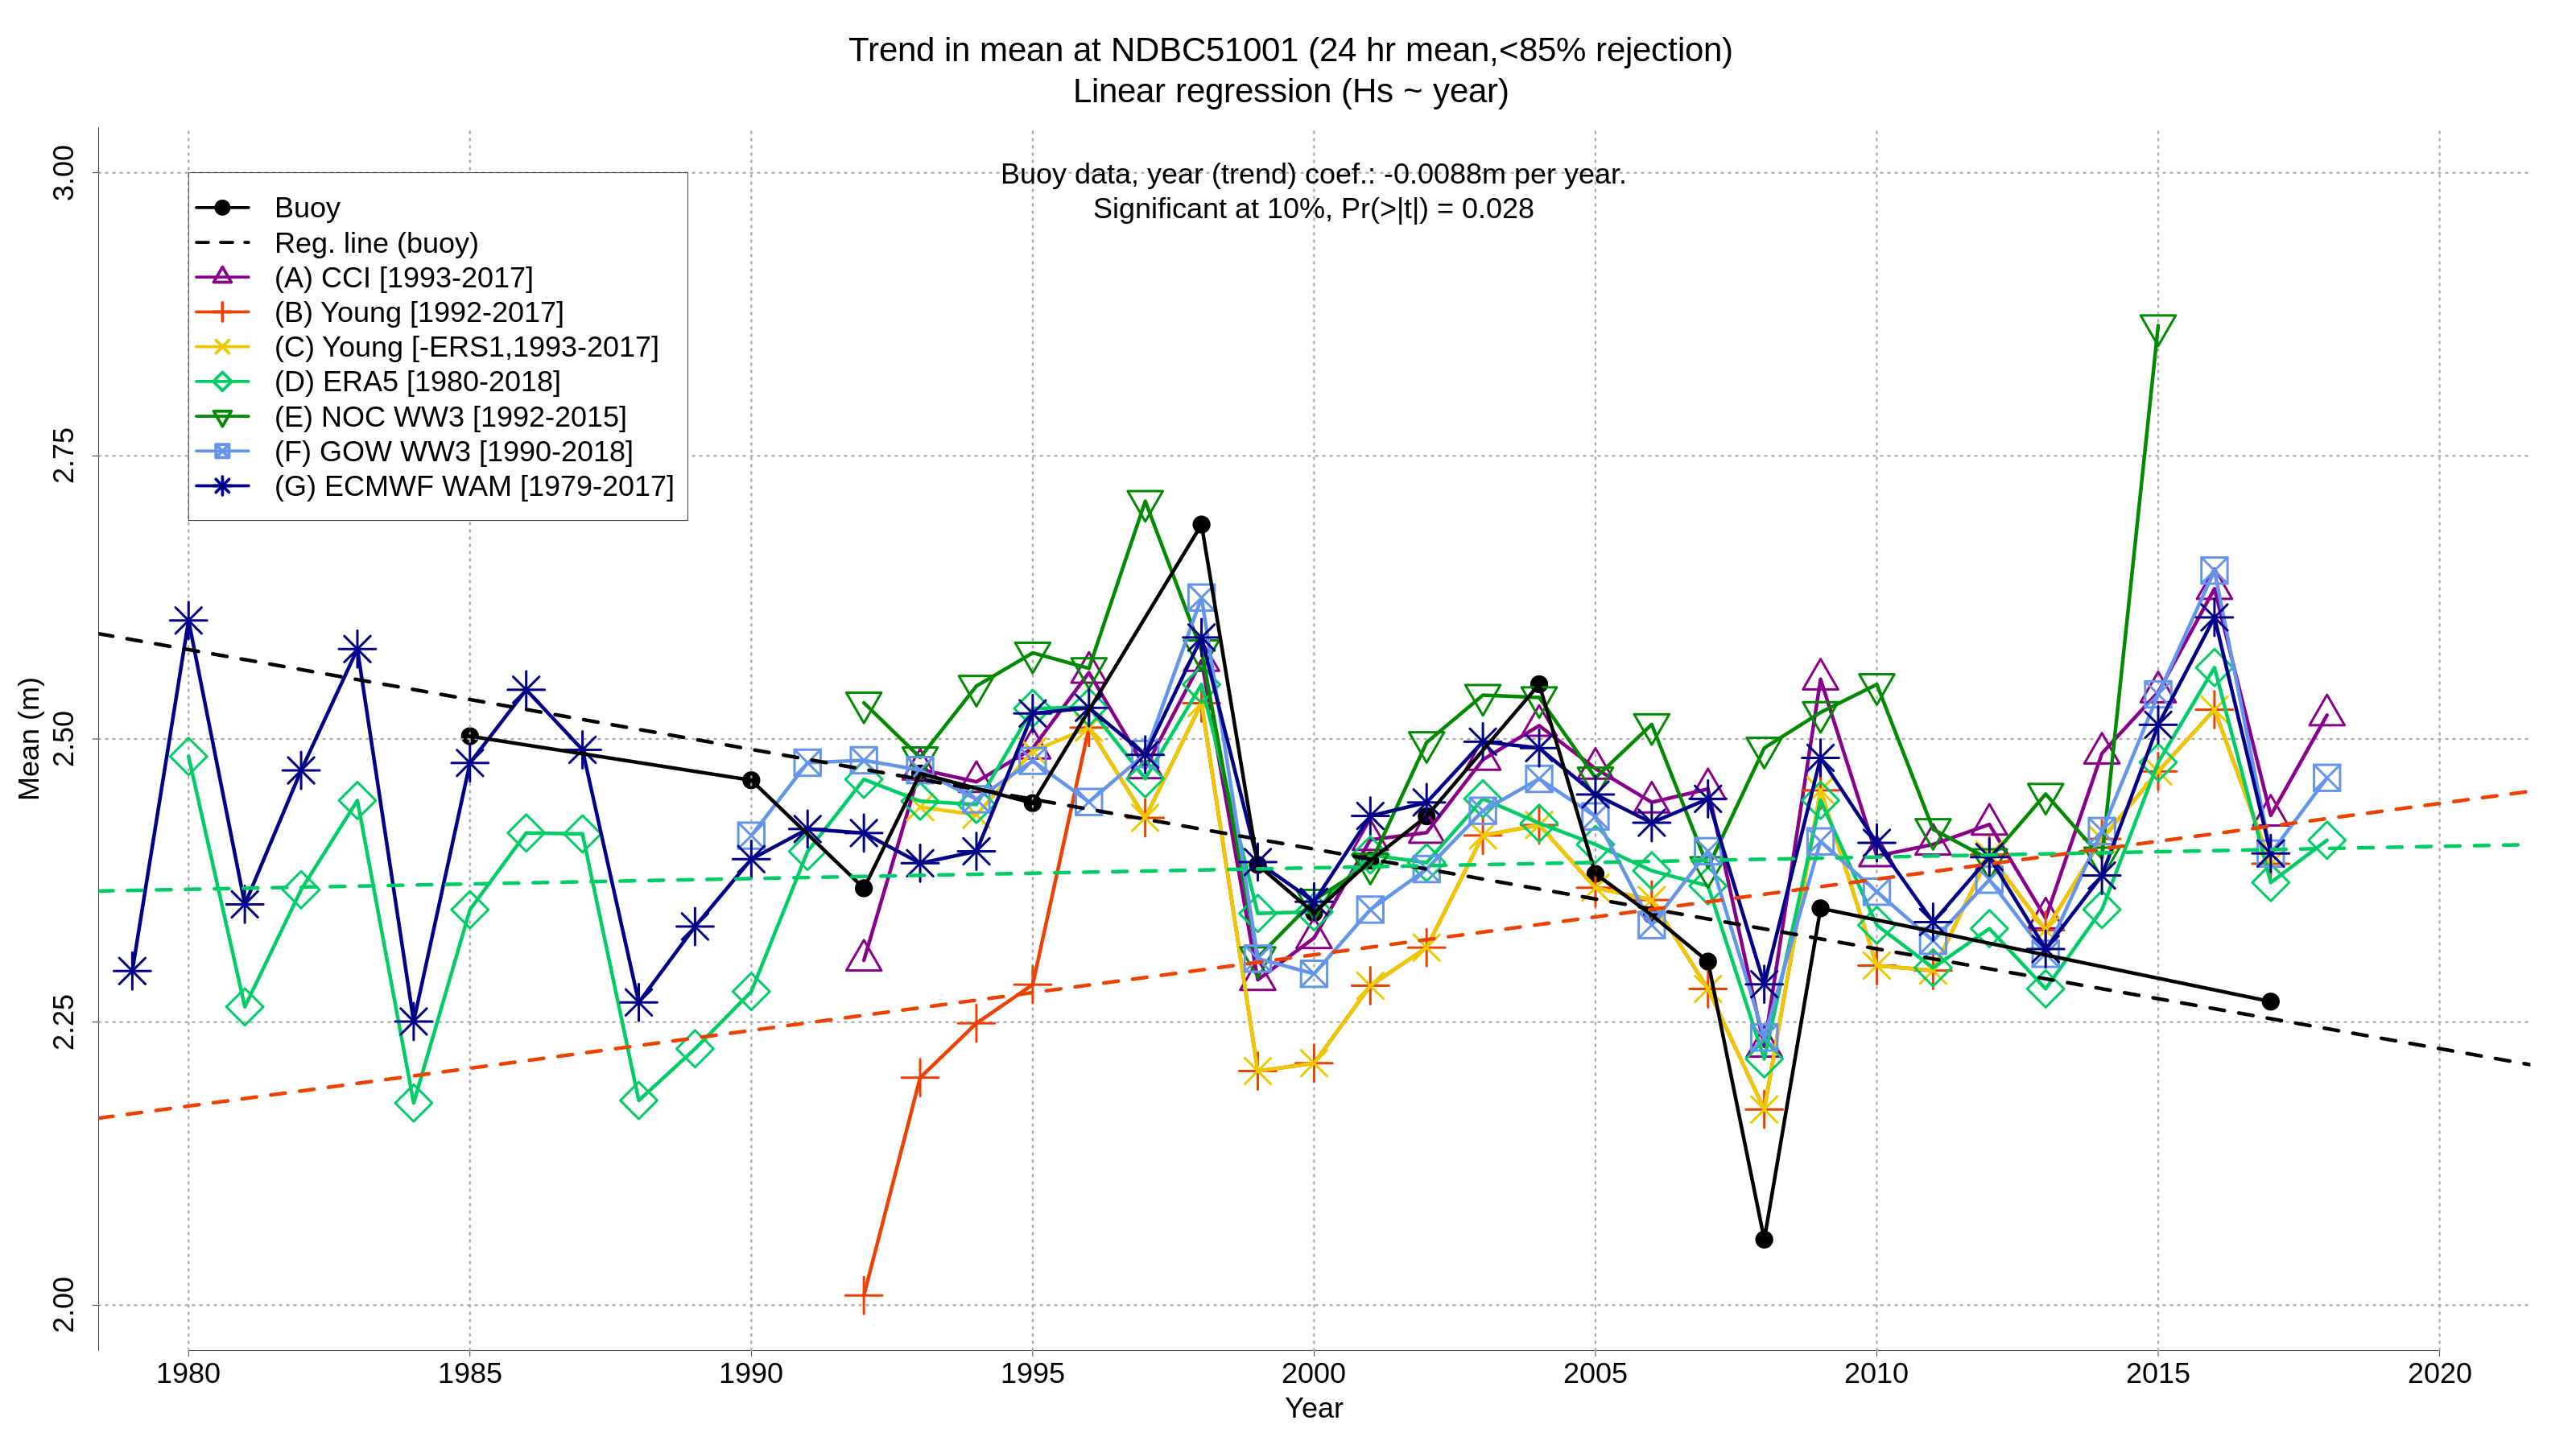 Trend in mean at NDBC51001 (24 hr mean,<85% rejection)
Linear regression (Hs ~ year)
Buoy data, year (trend) coef.: -0.0088m per year.
Significant at 10%, Pr(>|t|) = 0.028
Buoy
Reg. line (buoy)
(A) CCI [1993-2017]
(B) Young [1992-2017]
(C) Young [-ERS1,1993-2017]
(D) ERA5 [1980-2018]
(E) NOC WW3 [1992-2015]
(F) GOW WW3 [1990-2018]
(G) ECMWF WAM [1979-2017]
Mean (m)
3.00
2.75
2.50
2.25
2.00
1980 1985 1990 1995 2000 2005 2010 2015 2020
Year